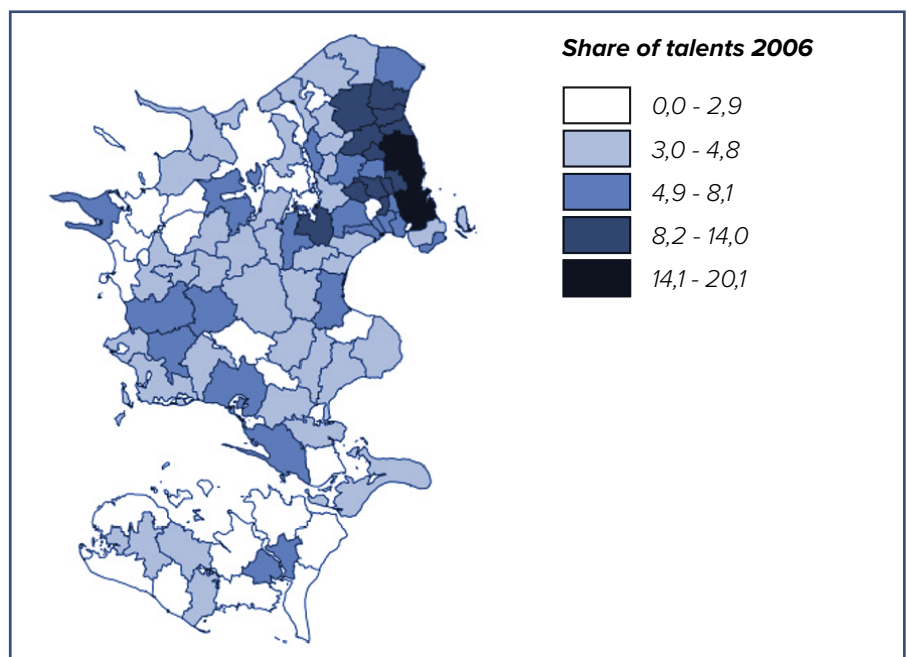 Share of talents 2006
0,0 - 2,9
3,0 - 4,8
4,9 - 8,1
8,2 - 14,0
14,1 - 20,1